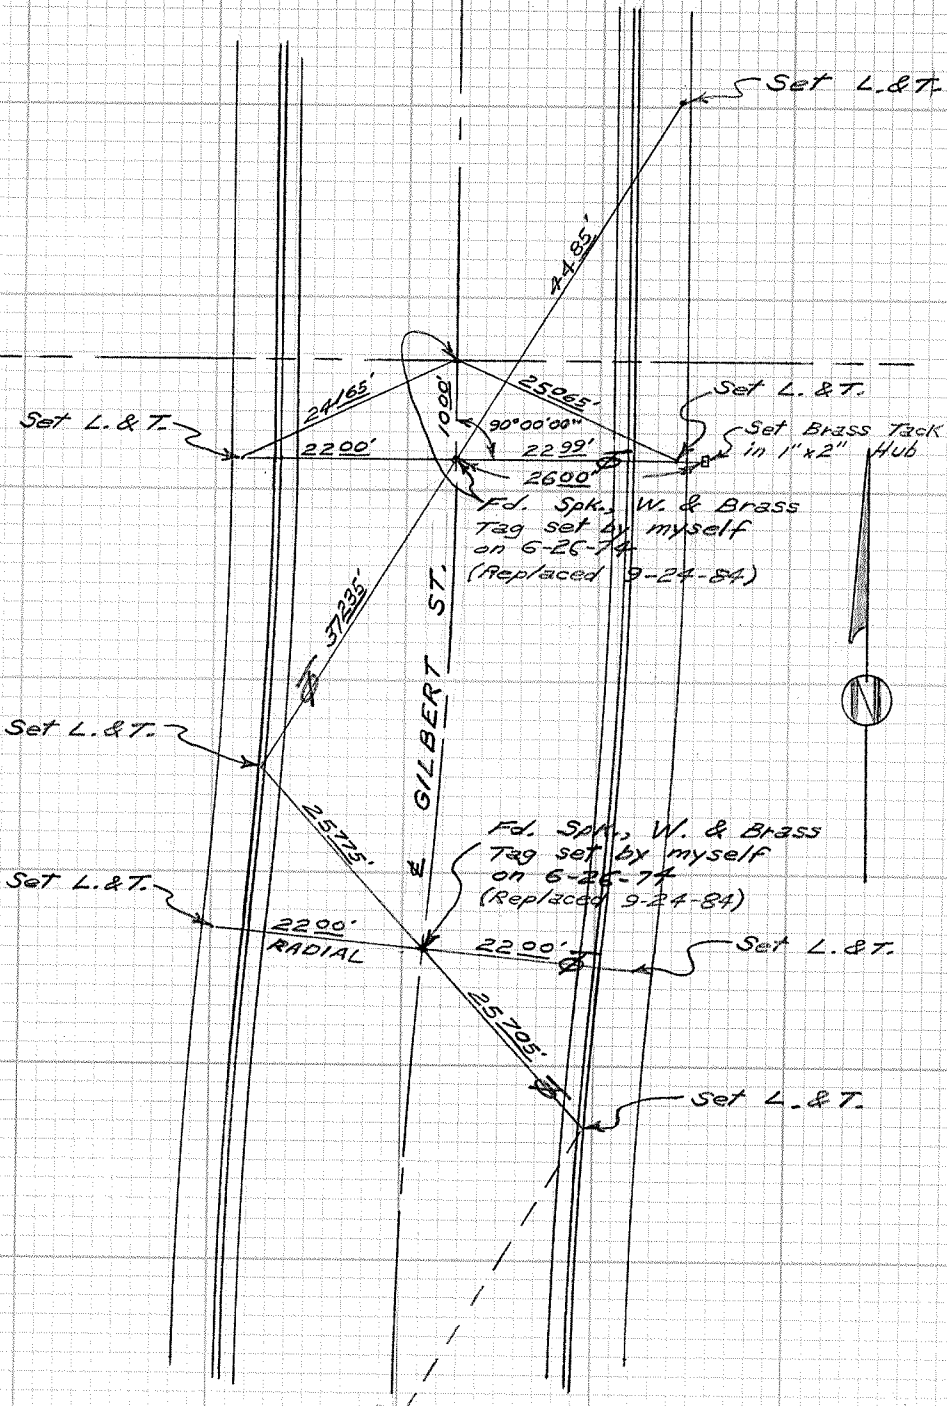 Set L.&T.
44 85'
24 165'
25 065'
Set L. & T.
Set L. & T.
10 00'
90°00'00"
Set Brass Tack
in 1" x 2" Hub
22 00'
22 99'
26 00'
Fd. Spk., W. & Brass
Tag set by myself
on 6-26-74
(Replaced 9-24-84)
37 235'
GILBERT ST.
N
Set L. & T.
25 775'
Fd. Spk., W. & Brass
Tag set by myself
on 6-26-74
(Replaced 9-24-84)
Set L. & T.
22 00'
RADIAL
22 00'
Set L. & T.
25 705'
Set L. & T.